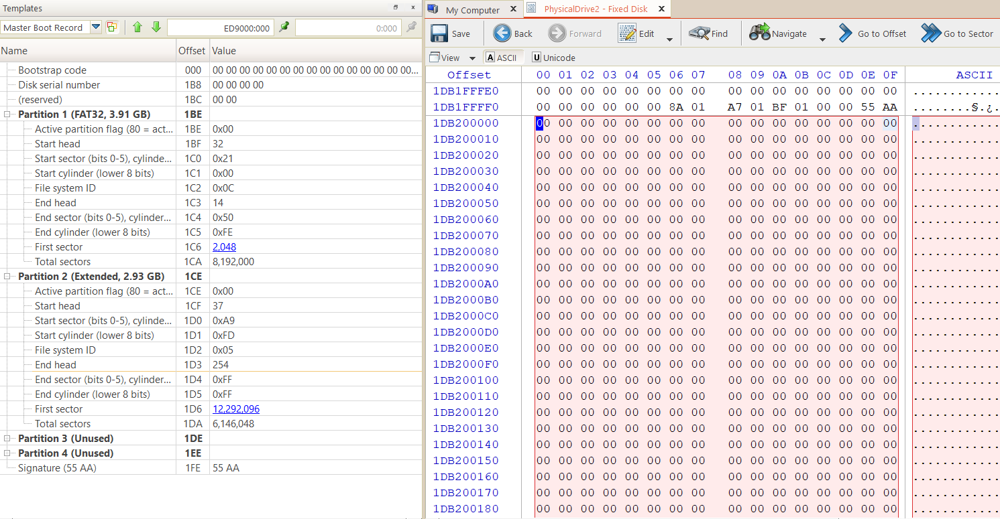 Templates
Master Boot Record ED9000:000 0:000
Name Offset Value
Bootstrap code 000 00 00 00 00 00 00 00 00 00 00 00 00 00 00 00...
Disk serial number 1B8 00 00 00 00
(reserved) 1BC 00 00
Partition 1 (FAT32, 3.91 GB) 1BE
Active partition flag (80 = act... 1BE 0x00
Start head 1BF 32
Start sector (bits 0-5), cylinde... 1C0 0x21
Start cylinder (lower 8 bits) 1C1 0x00
File system ID 1C2 0x0C
End head 1C3 14
End sector (bits 0-5), cylinder... 1C4 0x50
End cylinder (lower 8 bits) 1C5 0xFE
First sector 1C6 2,048
Total sectors 1CA 8,192,000
Partition 2 (Extended, 2.93 GB) 1CE
Active partition flag (80 = act... 1CE 0x00
Start head 1CF 37
Start sector (bits 0-5), cylinde... 1D0 0xA9
Start cylinder (lower 8 bits) 1D1 0xFD
File system ID 1D2 0x05
End head 1D3 254
End sector (bits 0-5), cylinder... 1D4 0xFF
End cylinder (lower 8 bits) 1D5 0xFF
First sector 1D6 12,292,096
Total sectors 1DA 6,146,048
Partition 3 (Unused) 1DE
Partition 4 (Unused) 1EE
Signature (55 AA) 1FE 55 AA
My Computer PhysicalDrive2 - Fixed Disk
Save Back Forward Edit Find Navigate Go to Offset Go to Sector
View A ASCII U Unicode
Offset 00 01 02 03 04 05 06 07 08 09 0A 0B 0C 0D 0E 0F ASCII
1DB1FFFE0 00 00 00 00 00 00 00 00 00 00 00 00 00 00 00 00 ............
1DB1FFFF0 00 00 00 00 00 00 8A 01 A7 01 BF 01 00 00 55 AA ........§.¿.
1DB200000 00 00 00 00 00 00 00 00 00 00 00 00 00 00 00 00 ............
1DB200010 00 00 00 00 00 00 00 00 00 00 00 00 00 00 00 00 ............
1DB200020 00 00 00 00 00 00 00 00 00 00 00 00 00 00 00 00 ............
1DB200030 00 00 00 00 00 00 00 00 00 00 00 00 00 00 00 00 ............
1DB200040 00 00 00 00 00 00 00 00 00 00 00 00 00 00 00 00 ............
1DB200050 00 00 00 00 00 00 00 00 00 00 00 00 00 00 00 00 ............
1DB200060 00 00 00 00 00 00 00 00 00 00 00 00 00 00 00 00 ............
1DB200070 00 00 00 00 00 00 00 00 00 00 00 00 00 00 00 00 ............
1DB200080 00 00 00 00 00 00 00 00 00 00 00 00 00 00 00 00 ............
1DB200090 00 00 00 00 00 00 00 00 00 00 00 00 00 00 00 00 ............
1DB2000A0 00 00 00 00 00 00 00 00 00 00 00 00 00 00 00 00 ............
1DB2000B0 00 00 00 00 00 00 00 00 00 00 00 00 00 00 00 00 ............
1DB2000C0 00 00 00 00 00 00 00 00 00 00 00 00 00 00 00 00 ............
1DB2000D0 00 00 00 00 00 00 00 00 00 00 00 00 00 00 00 00 ............
1DB2000E0 00 00 00 00 00 00 00 00 00 00 00 00 00 00 00 00 ............
1DB2000F0 00 00 00 00 00 00 00 00 00 00 00 00 00 00 00 00 ............
1DB200100 00 00 00 00 00 00 00 00 00 00 00 00 00 00 00 00 ............
1DB200110 00 00 00 00 00 00 00 00 00 00 00 00 00 00 00 00 ............
1DB200120 00 00 00 00 00 00 00 00 00 00 00 00 00 00 00 00 ............
1DB200130 00 00 00 00 00 00 00 00 00 00 00 00 00 00 00 00 ............
1DB200140 00 00 00 00 00 00 00 00 00 00 00 00 00 00 00 00 ............
1DB200150 00 00 00 00 00 00 00 00 00 00 00 00 00 00 00 00 ............
1DB200160 00 00 00 00 00 00 00 00 00 00 00 00 00 00 00 00 ............
1DB200170 00 00 00 00 00 00 00 00 00 00 00 00 00 00 00 00 ............
1DB200180 00 00 00 00 00 00 00 00 00 00 00 00 00 00 00 00 ............